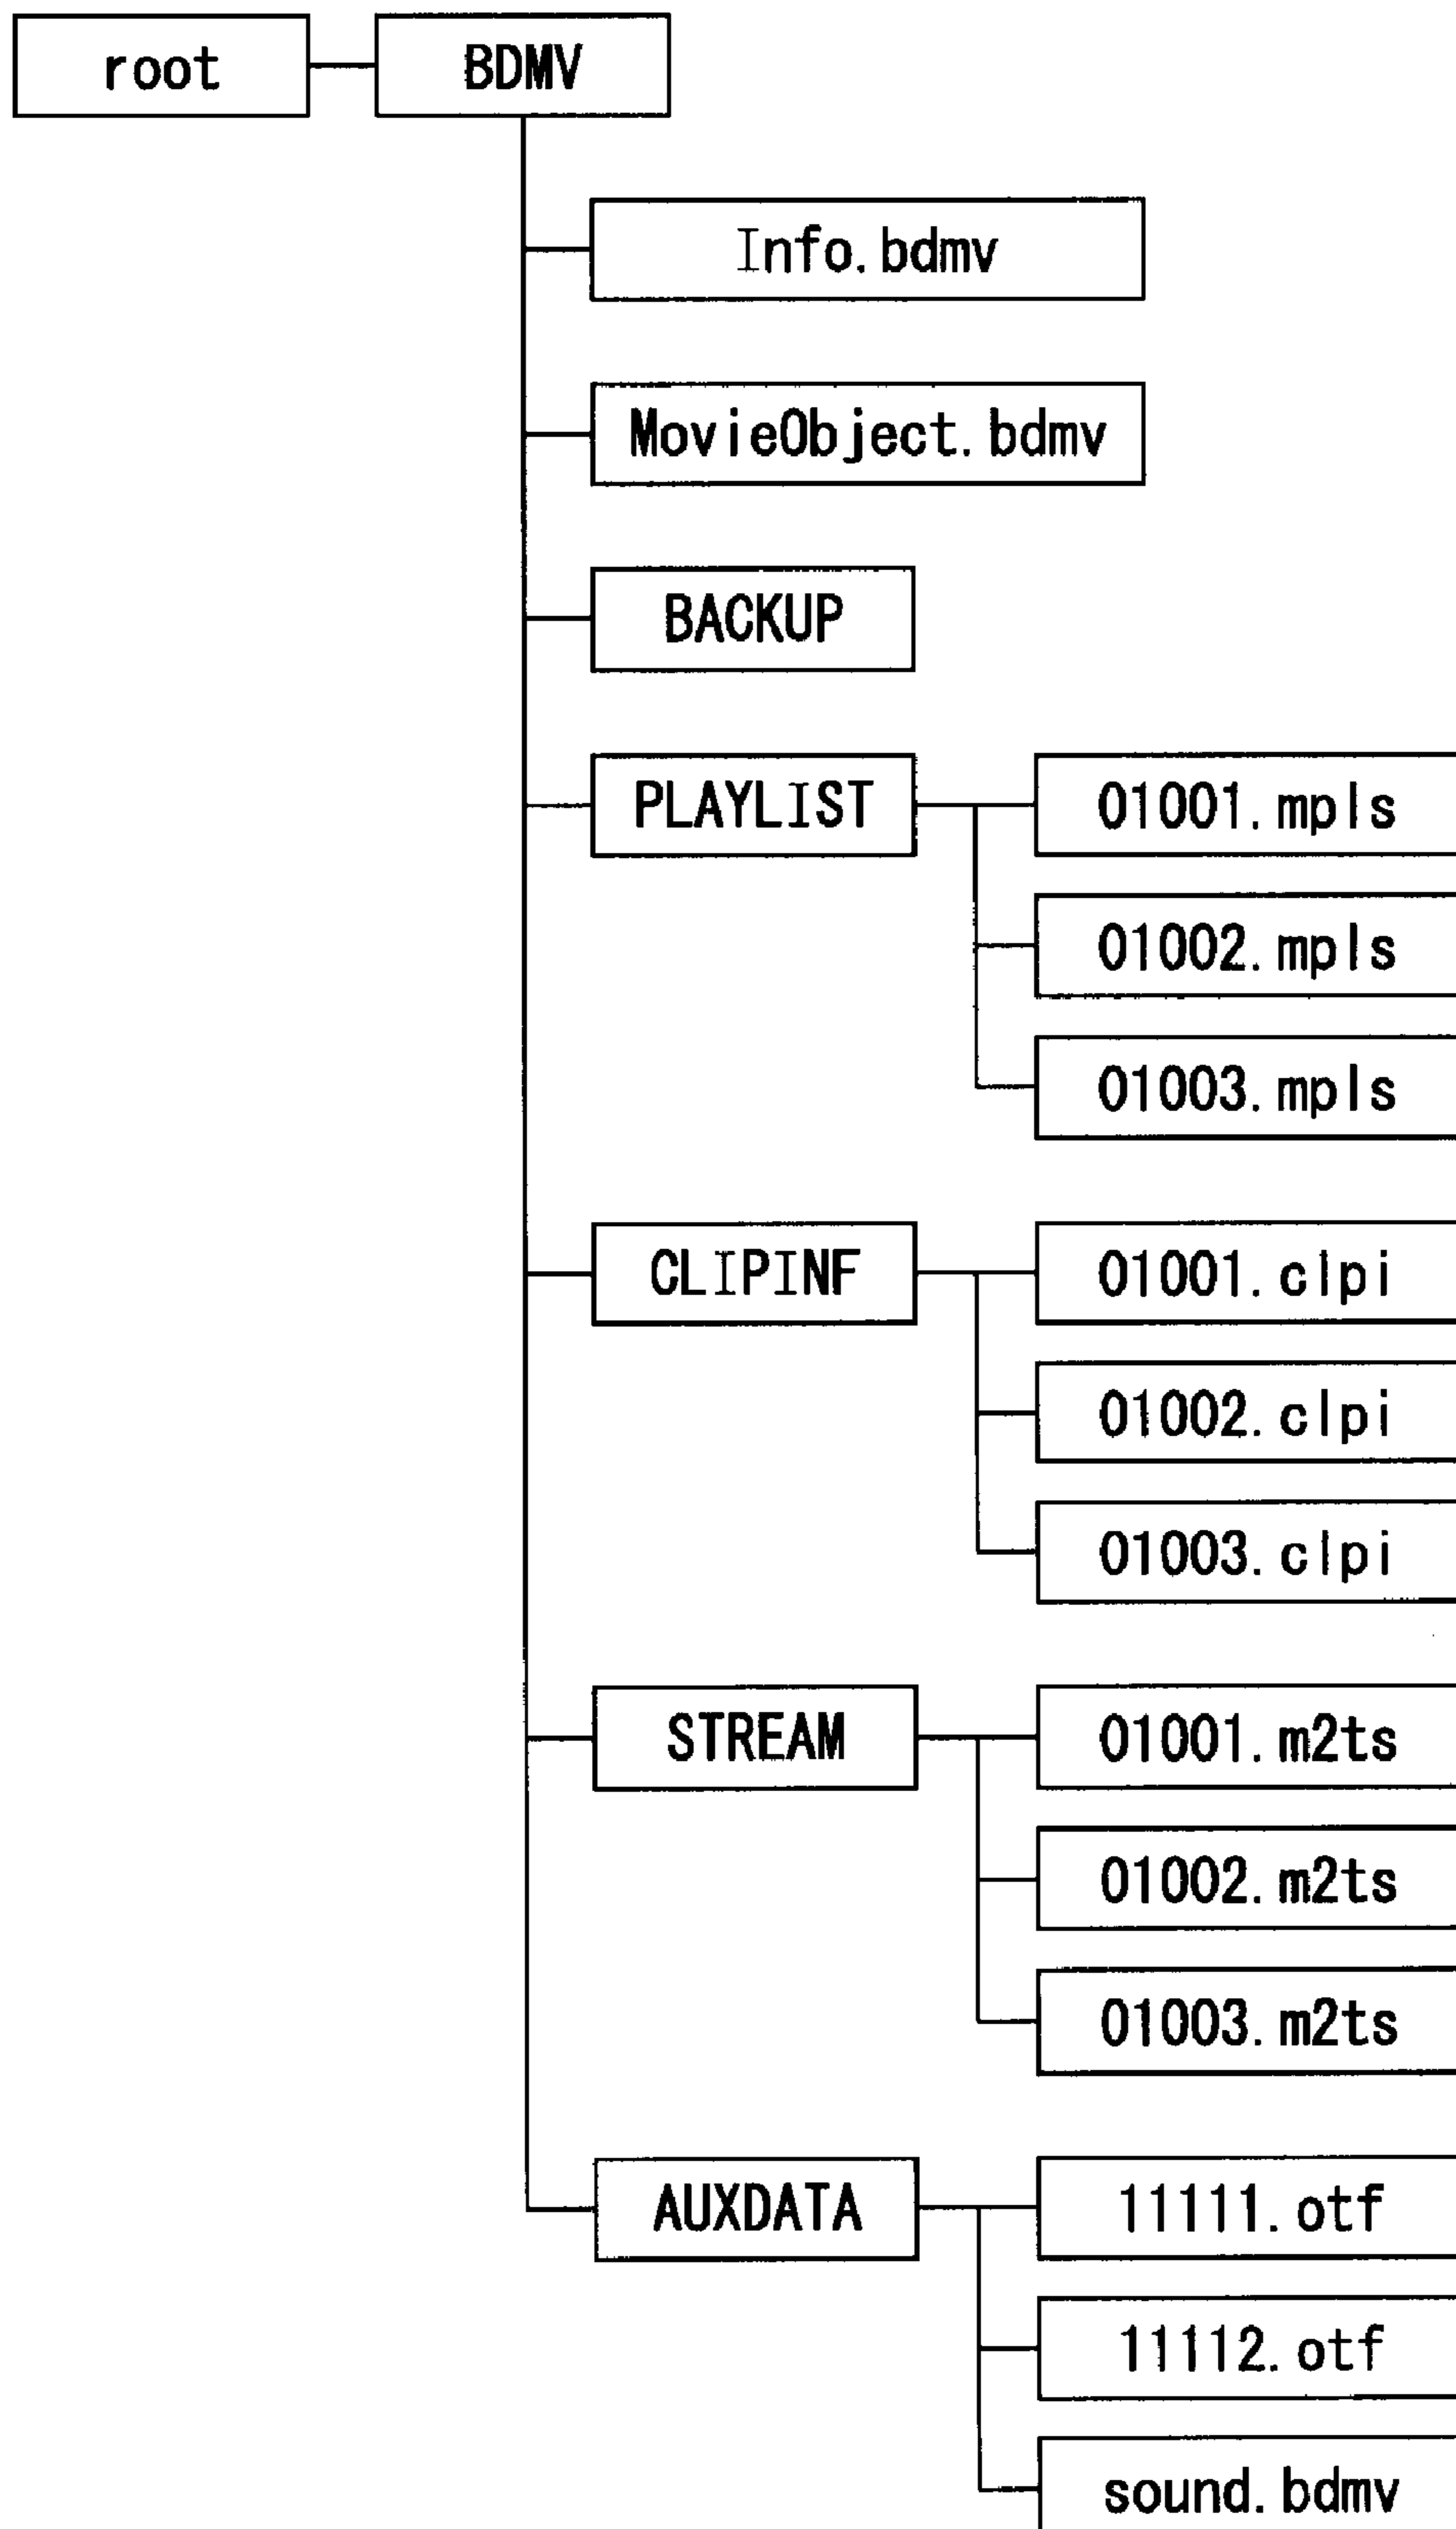 root BDMV
Info.bdmv
MovieObject.bdmv
BACKUP
PLAYLIST 01001.mpls
01002.mpls
01003.mpls
CLIPINF 01001.clpi
01002.clpi
01003.clpi
STREAM 01001.m2ts
01002.m2ts
01003.m2ts
AUXDATA 11111.otf
11112.otf
sound.bdmv